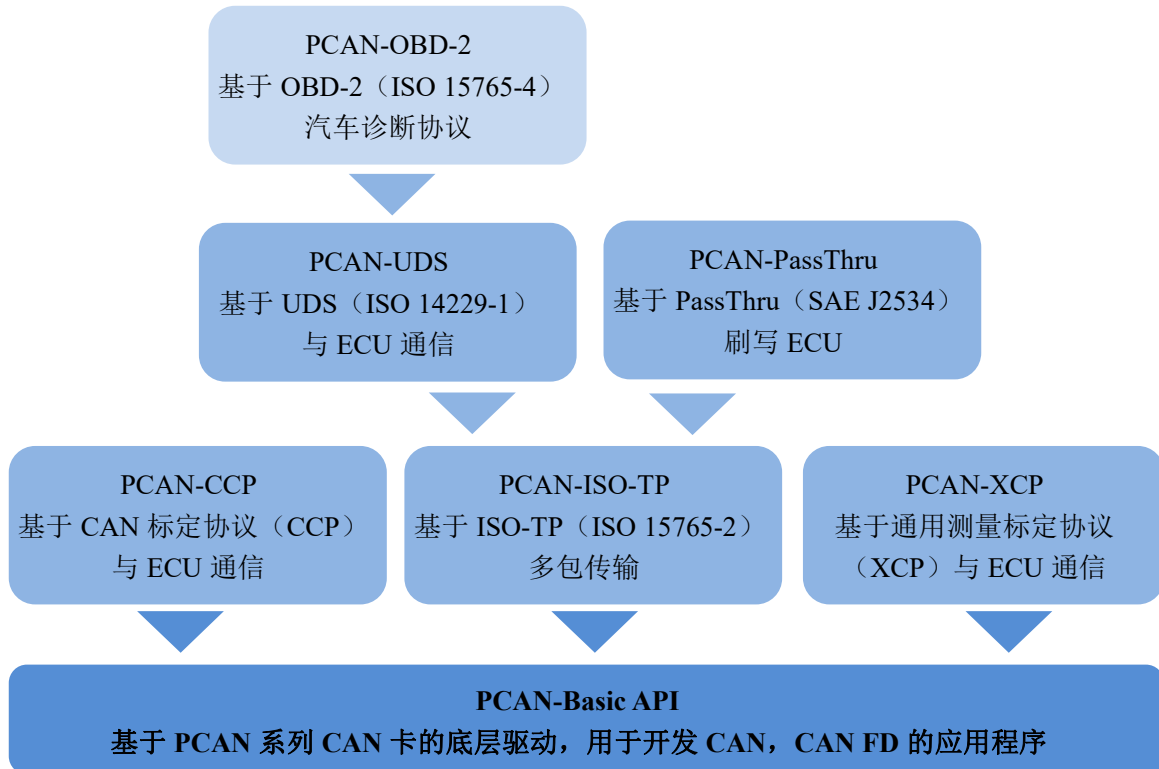 PCAN-OBD-2
基于 OBD-2（ISO 15765-4）
汽车诊断协议
PCAN-UDS
基于 UDS（ISO 14229-1）
与 ECU 通信
PCAN-PassThru
基于 PassThru（SAE J2534）
刷写 ECU
PCAN-CCP
基于 CAN 标定协议（CCP）
与 ECU 通信
PCAN-ISO-TP
基于 ISO-TP（ISO 15765-2）
多包传输
PCAN-XCP
基于通用测量标定协议
（XCP）与 ECU 通信
PCAN-Basic API
基于 PCAN 系列 CAN 卡的底层驱动，用于开发 CAN，CAN FD 的应用程序